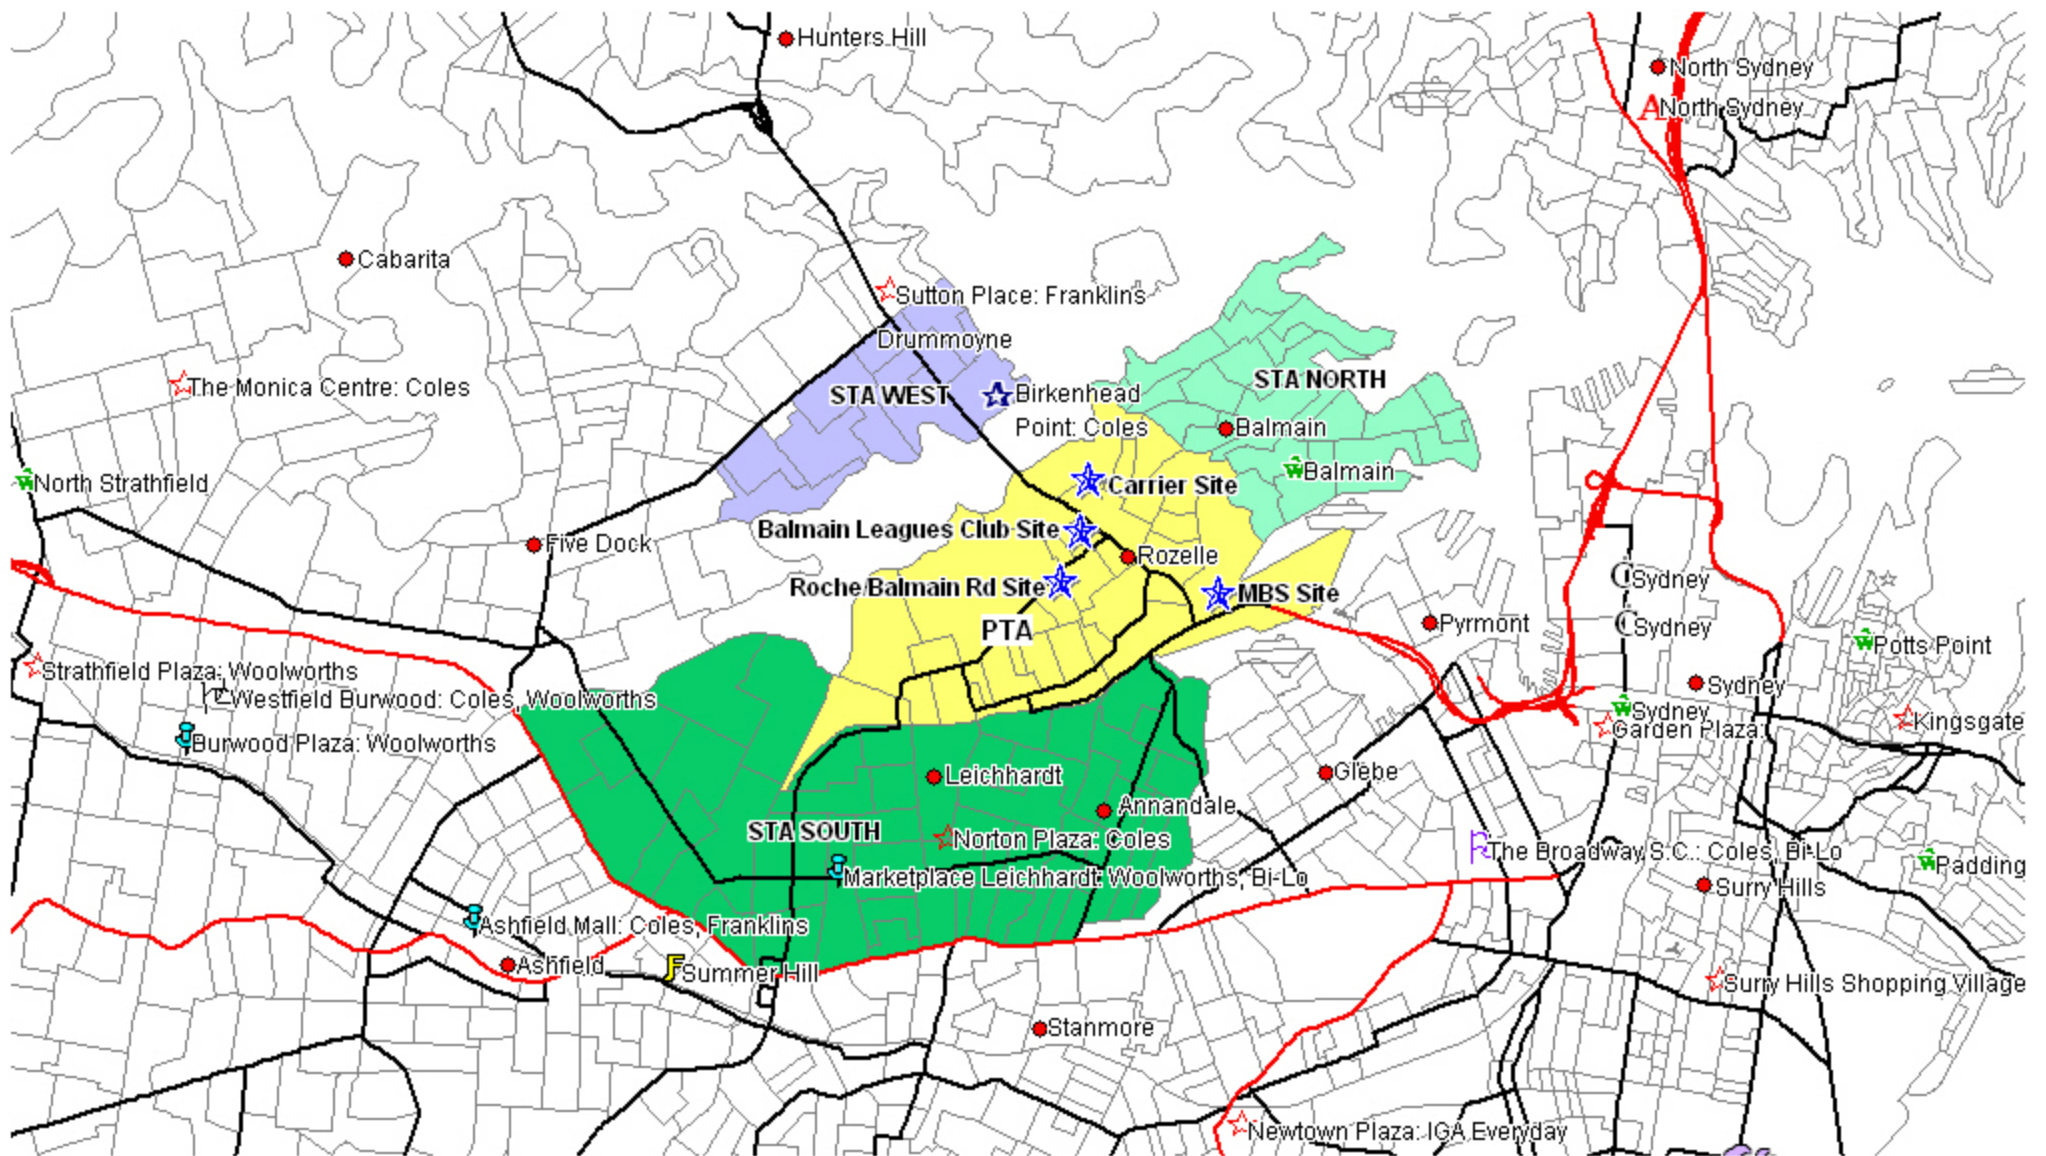 Hunters Hill
North Sydney
North Sydney
Cabarita
Sutton Place: Franklins
Drummoyne
STA NORTH
The Monica Centre: Coles
STA WEST
Birkenhead
Point: Coles
Balmain
Balmain
North Strathfield
Carrier Site
Balmain Leagues Club Site
Five Dock
Rozelle
Sydney
Roche/Balmain Rd Site
MBS Site
PTA
Pyrmont
Sydney
Potts Point
Strathfield Plaza: Woolworths
Westfield Burwood: Coles, Woolworths
Sydney
Sydney
Garden Plaza:
Kingsgate
Burwood Plaza: Woolworths
Leichhardt
Glebe
Annandale
STA SOUTH
Norton Plaza: Coles
The Broadway S.C.: Coles, Bi-Lo
Padding
Marketplace Leichhardt: Woolworths, Bi-Lo
Surry Hills
Ashfield Mall: Coles, Franklins
Ashfield
Summer Hill
Surry Hills Shopping Village
Stanmore
Newtown Plaza: IGA Everyday